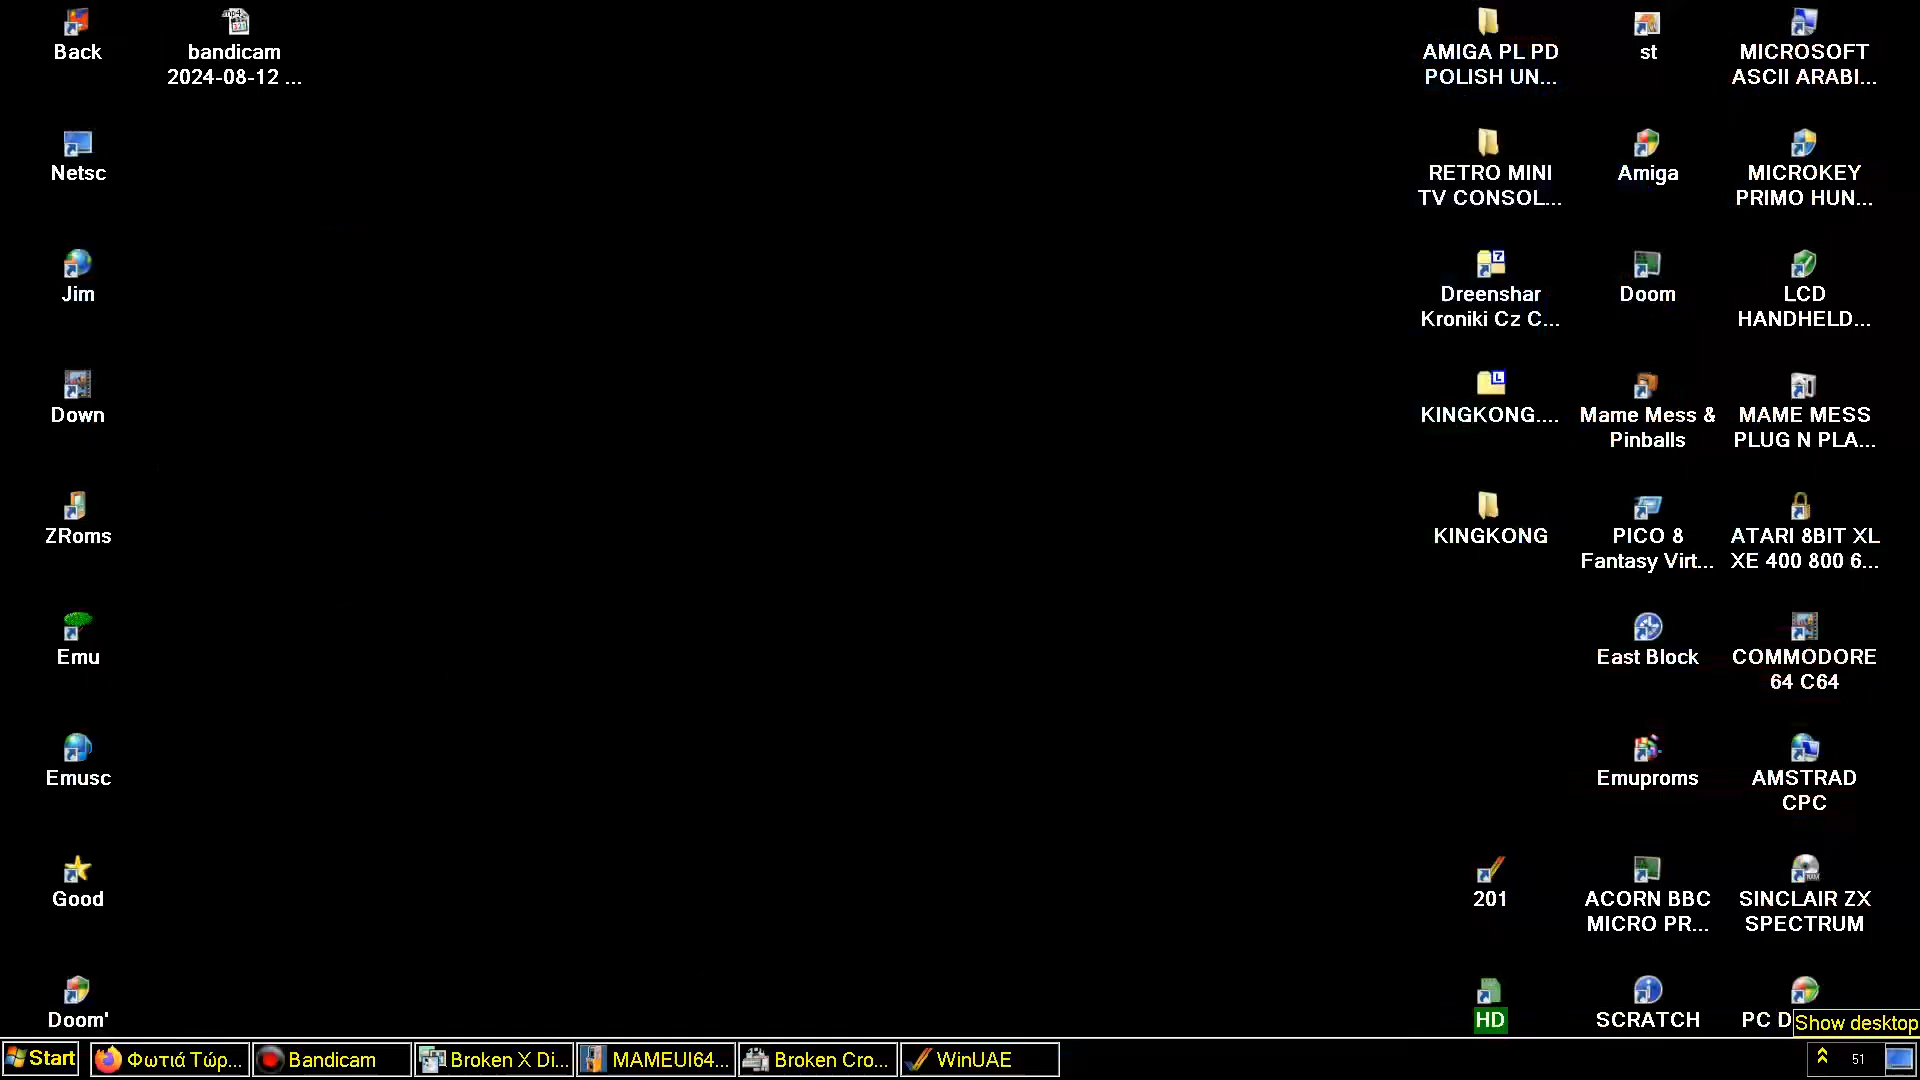 Back
bandicam
2024-08-12 ...
Netsc
Jim
Down
ZRoms
Emu
Emusc
Good
Doom'
AMIGA PL PD
POLISH UN...
RETRO MINI
TV CONSOL...
Dreenshar
Kroniki Cz C...
KINGKONG....
KINGKONG
201
HD
st
Amiga
Doom
Mame Mess &
Pinballs
PICO 8
Fantasy Virt...
East Block
Emuproms
ACORN BBC
MICRO PR...
SCRATCH
MICROSOFT
ASCII ARABI...
MICROKEY
PRIMO HUN...
LCD
HANDHELD...
MAME MESS
PLUG N PLA...
ATARI 8BIT XL
XE 400 800 6...
COMMODORE
64 C64
AMSTRAD
CPC
SINCLAIR ZX
SPECTRUM
PC D
Show desktop
Start
Φωτιά Τώρ...
Bandicam
Broken X Di...
MAMEUI64...
Broken Cro...
WinUAE
51